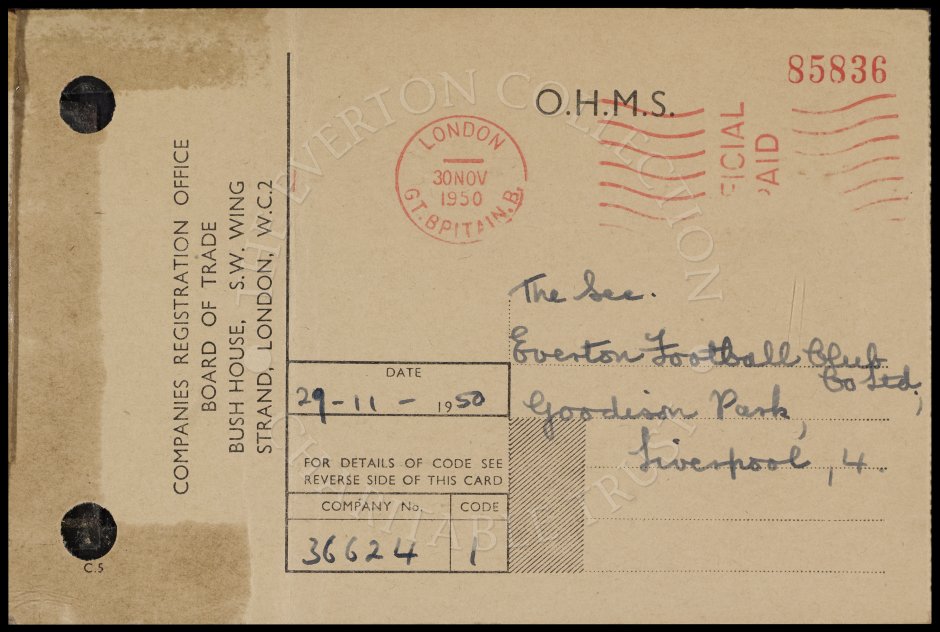 COMPANIES REGISTRATION OFFICE
BOARD OF TRADE
BUSH HOUSE, S.W. WING
STRAND, LONDON, W.C.2
C.5
O.H.M.S.
85836
LONDON
30 NOV
1950
GT. BRITAIN.B.
FICIAL
PAID
The Sec.
Everton Football Club
Co Ltd,
Goodison Park,
Liverpool, 4.
DATE
29-11- 1950
FOR DETAILS OF CODE SEE
REVERSE SIDE OF THIS CARD
COMPANY No. CODE
36624 1
THE EVERTON COLLECTION
CHARITABLE TRUST